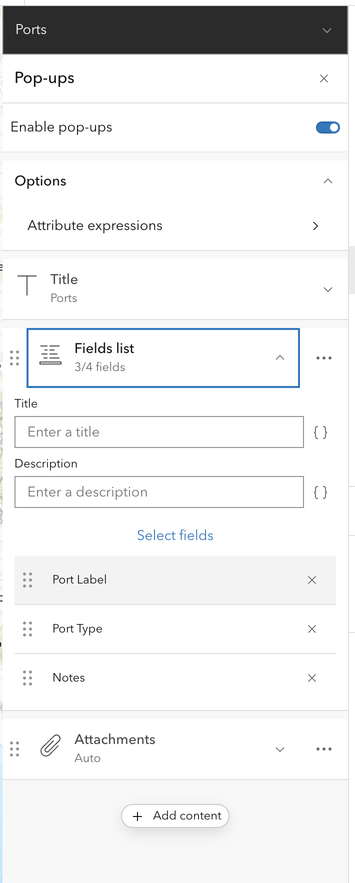 Ports
Pop-ups
Enable pop-ups
Options
Attribute expressions
Title
Ports
Fields list
3/4 fields
Title
Enter a title
{ }
Description
Enter a description
{ }
Select fields
Port Label
Port Type
Notes
Attachments
Auto
+ Add content